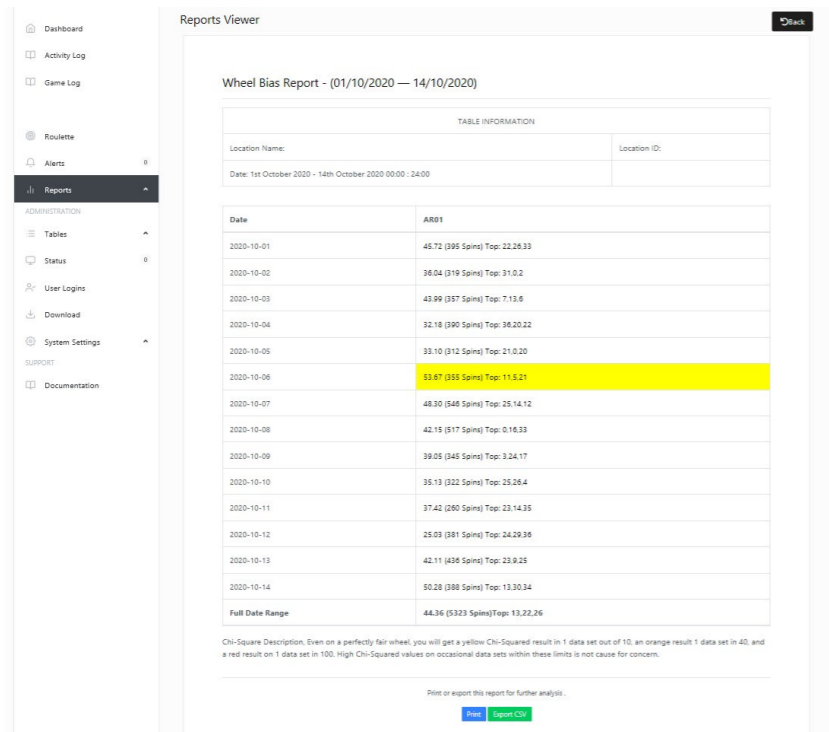 Reports Viewer
Back
Dashboard
Activity Log
Game Log
Roulette
Alerts 0
Reports
ADMINISTRATION
Tables
Status 0
User Logins
Download
System Settings
SUPPORT
Documentation
Wheel Bias Report - (01/10/2020 — 14/10/2020)
TABLE INFORMATION
Location Name: Location ID:
Date: 1st October 2020 - 14th October 2020 00:00 : 24:00
Date AR01
2020-10-01 45.72 (395 Spins) Top: 22,26,33
2020-10-02 36.04 (319 Spins) Top: 31,0,2
2020-10-03 43.99 (357 Spins) Top: 7,13,6
2020-10-04 32.18 (390 Spins) Top: 36,20,22
2020-10-05 33.10 (312 Spins) Top: 21,0,20
2020-10-06 53.67 (355 Spins) Top: 11,5,21
2020-10-07 48.30 (546 Spins) Top: 25,14,12
2020-10-08 42.15 (517 Spins) Top: 0,16,33
2020-10-09 39.05 (345 Spins) Top: 3,24,17
2020-10-10 35.13 (322 Spins) Top: 25,26,4
2020-10-11 37.42 (260 Spins) Top: 23,14,35
2020-10-12 25.03 (381 Spins) Top: 24,29,36
2020-10-13 42.11 (436 Spins) Top: 23,9,25
2020-10-14 50.28 (388 Spins) Top: 13,30,34
Full Date Range 44.36 (5323 Spins)Top: 13,22,26
Chi-Square Description, Even on a perfectly fair wheel, you will get a yellow Chi-Squared result in 1 data set out of 10, an orange result 1 data set in 40, and
a red result on 1 data set in 100, High Chi-Squared values on occasional data sets within these limits is not cause for concern.
Print or export this report for further analysis .
Print Export CSV